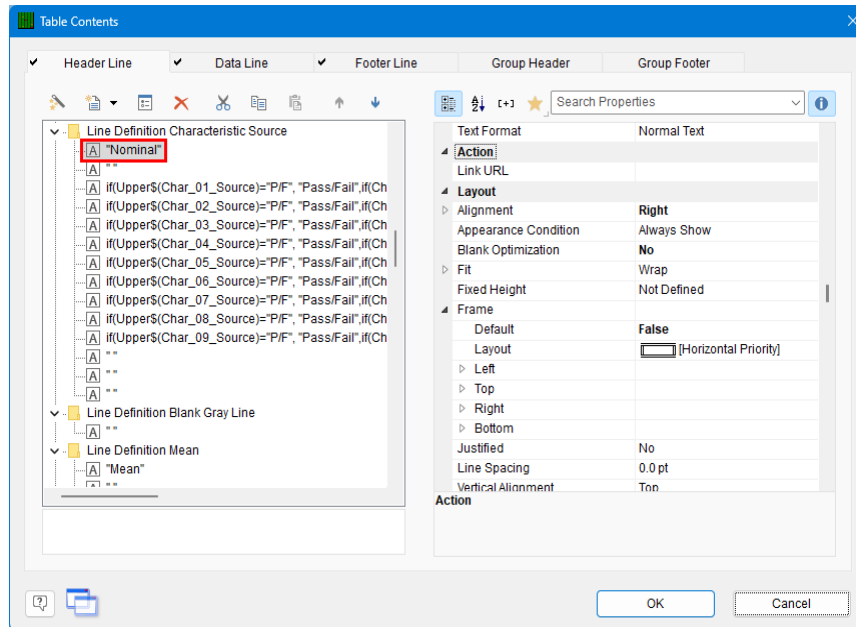 Table Contents
Header Line
Data Line
Footer Line
Group Header
Group Footer
Search Properties
Line Definition Characteristic Source
"Nominal"
" "
if(Upper$(Char_01_Source)="P/F", "Pass/Fail",if(Ch
if(Upper$(Char_02_Source)="P/F", "Pass/Fail",if(Ch
if(Upper$(Char_03_Source)="P/F", "Pass/Fail",if(Ch
if(Upper$(Char_04_Source)="P/F", "Pass/Fail",if(Ch
if(Upper$(Char_05_Source)="P/F", "Pass/Fail",if(Ch
if(Upper$(Char_06_Source)="P/F", "Pass/Fail",if(Ch
if(Upper$(Char_07_Source)="P/F", "Pass/Fail",if(Ch
if(Upper$(Char_08_Source)="P/F", "Pass/Fail",if(Ch
if(Upper$(Char_09_Source)="P/F", "Pass/Fail",if(Ch
" "
" "
" "
Line Definition Blank Gray Line
" "
Line Definition Mean
"Mean"
" "
Text Format Normal Text
Action
Link URL
Layout
Alignment Right
Appearance Condition Always Show
Blank Optimization No
Fit Wrap
Fixed Height Not Defined
Frame
Default False
Layout [Horizontal Priority]
Left
Top
Right
Bottom
Justified No
Line Spacing 0.0 pt
Vertical Alignment Top
Action
OK
Cancel